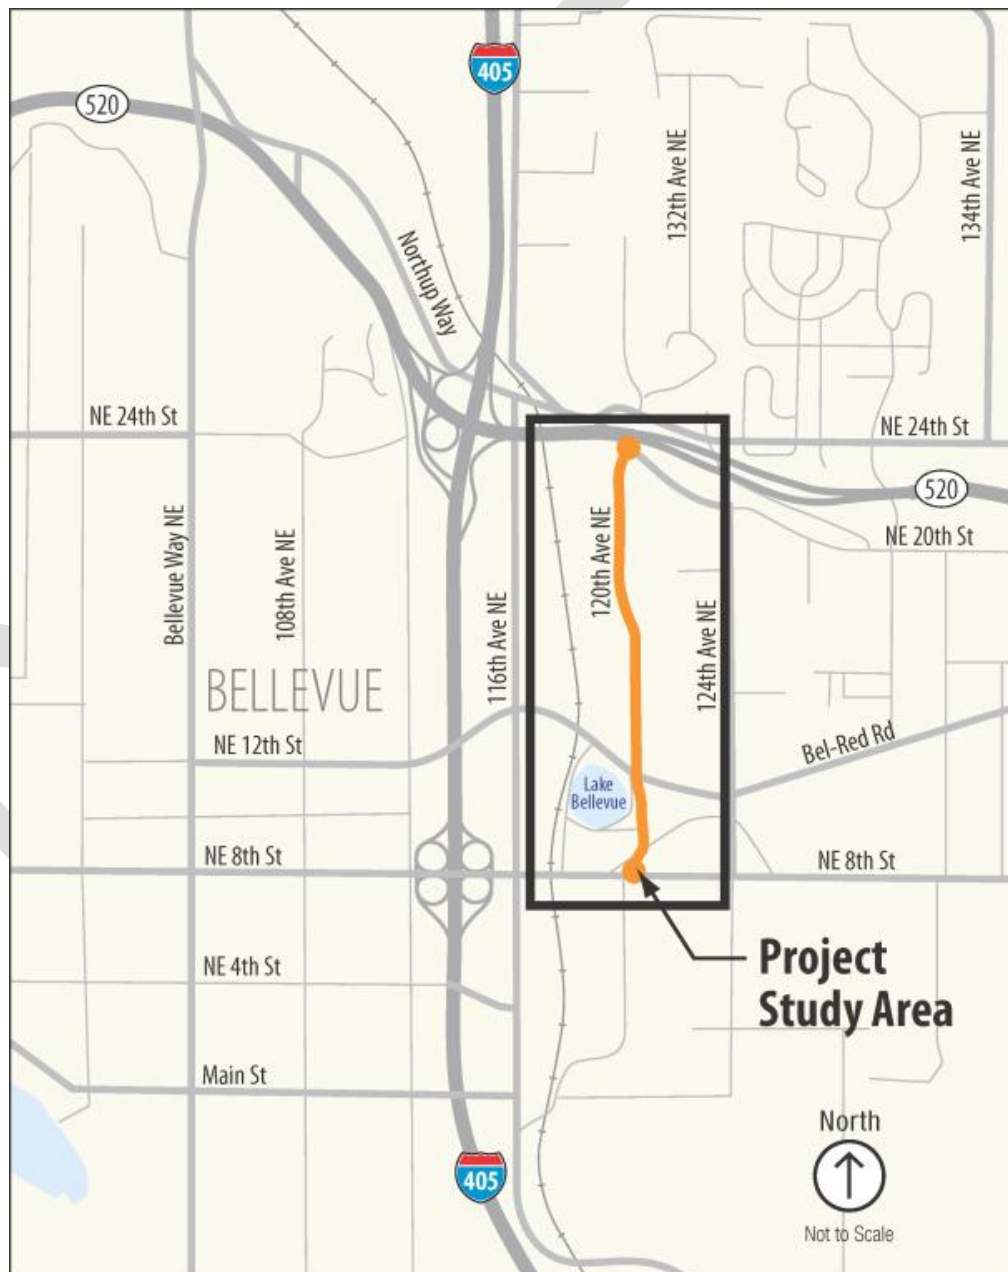 405
520
132th Ave NE
134th Ave NE
Northup Way
NE 24th St
NE 24th St
520
NE 20th St
Bellevue Way NE
108th Ave NE
116th Ave NE
120th Ave NE
124th Ave NE
BELLEVUE
NE 12th St
Bel-Red Rd
Lake
Bellevue
NE 8th St
NE 8th St
Project
Study Area
NE 4th St
Main St
405
North
Not to Scale